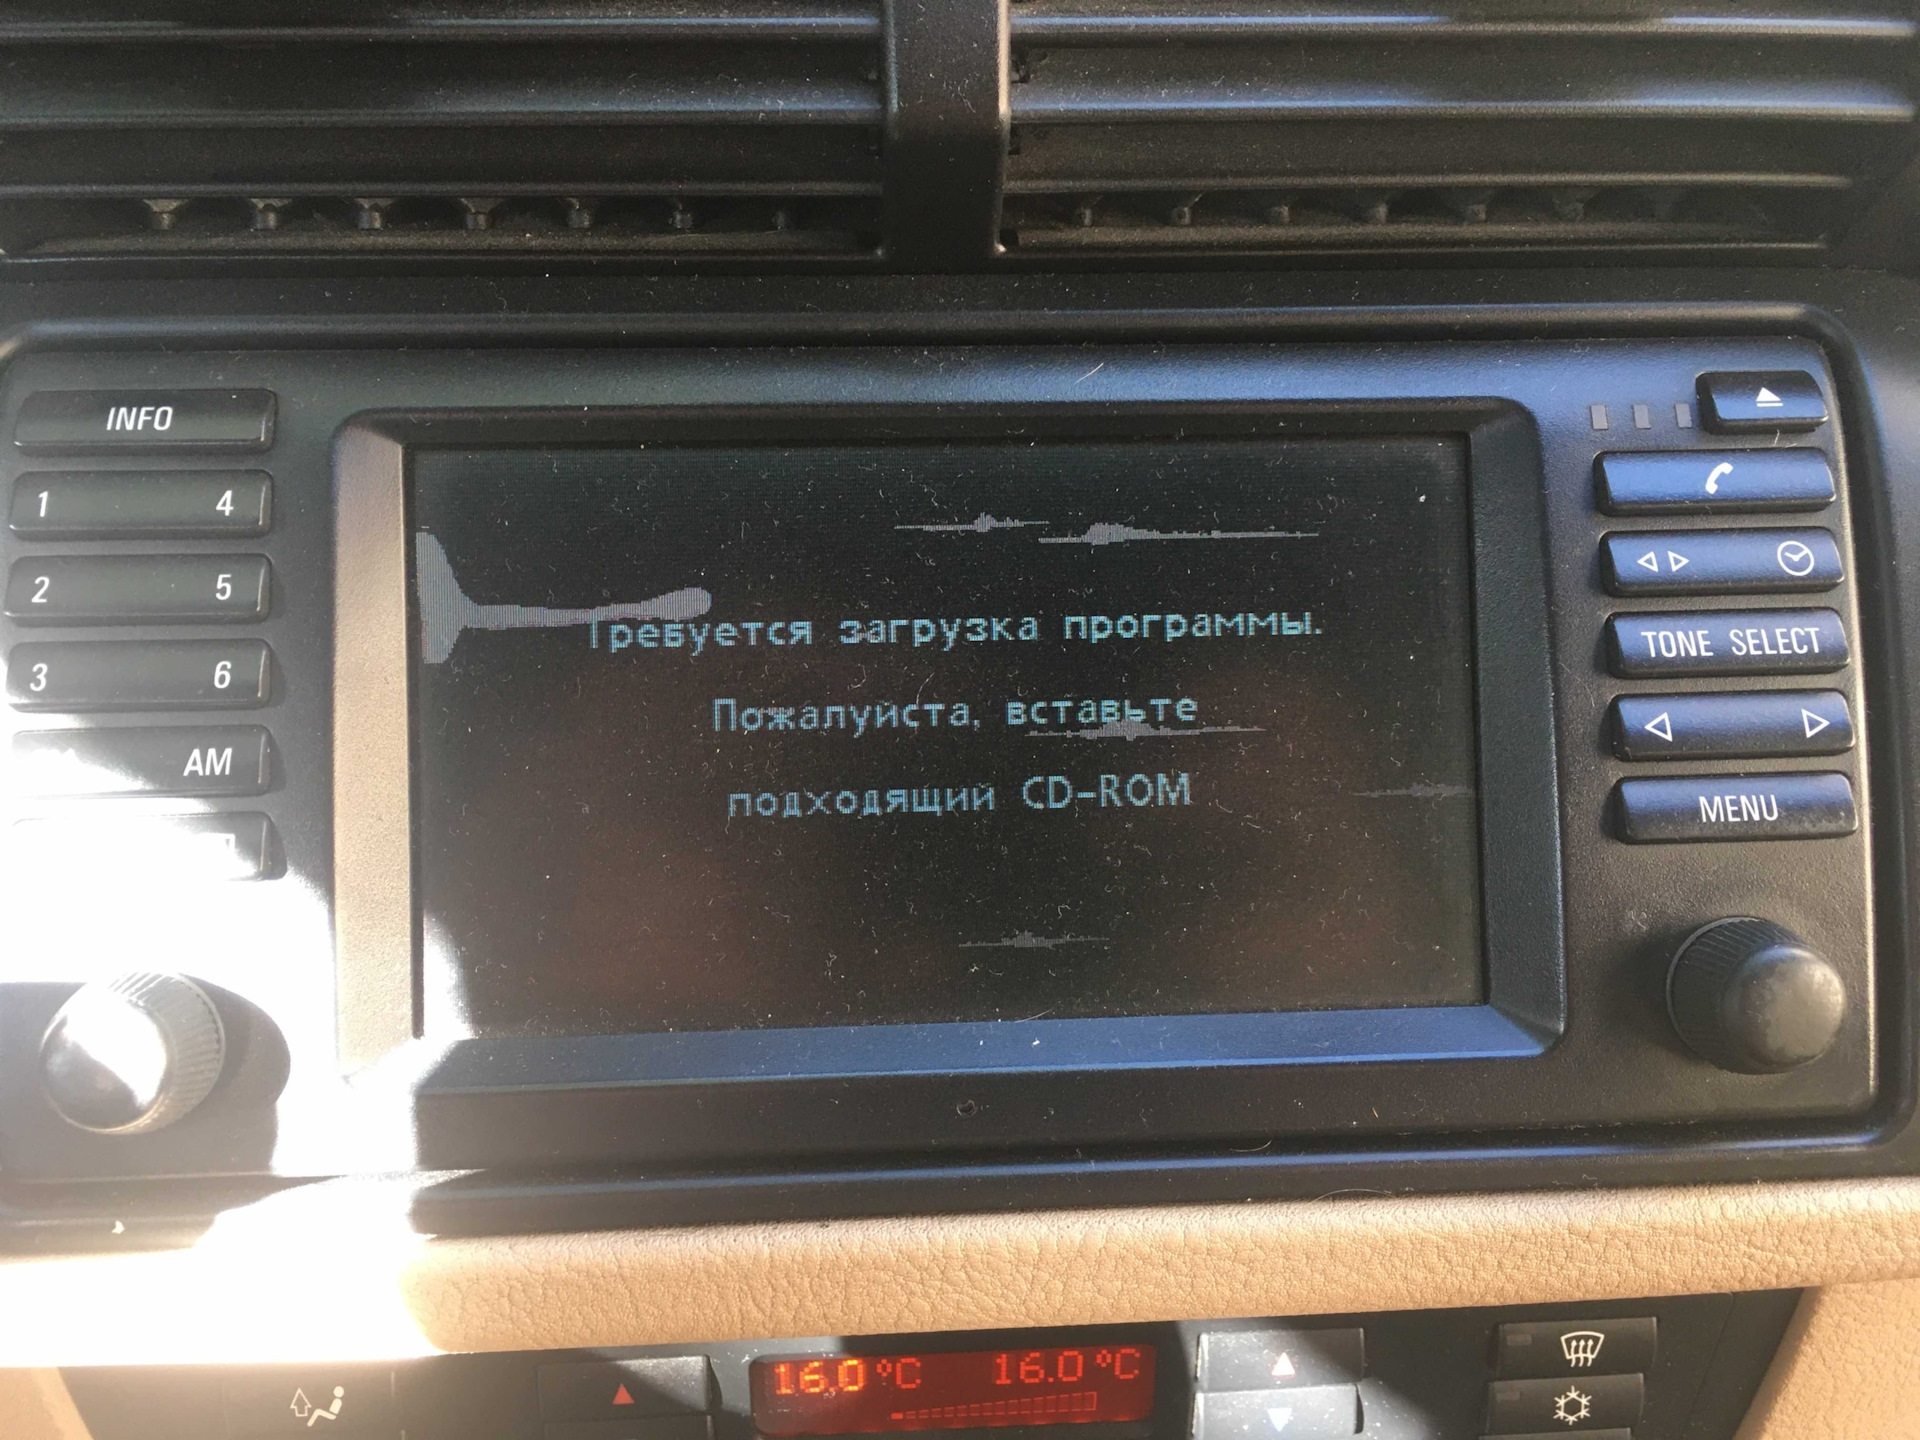 INFO
1 4
2 5
3 6
AM
Требуется загрузка программы.
Пожалуйста, вставьте
подходящий CD-ROM
TONE SELECT
MENU
16.0°C 16.0°C